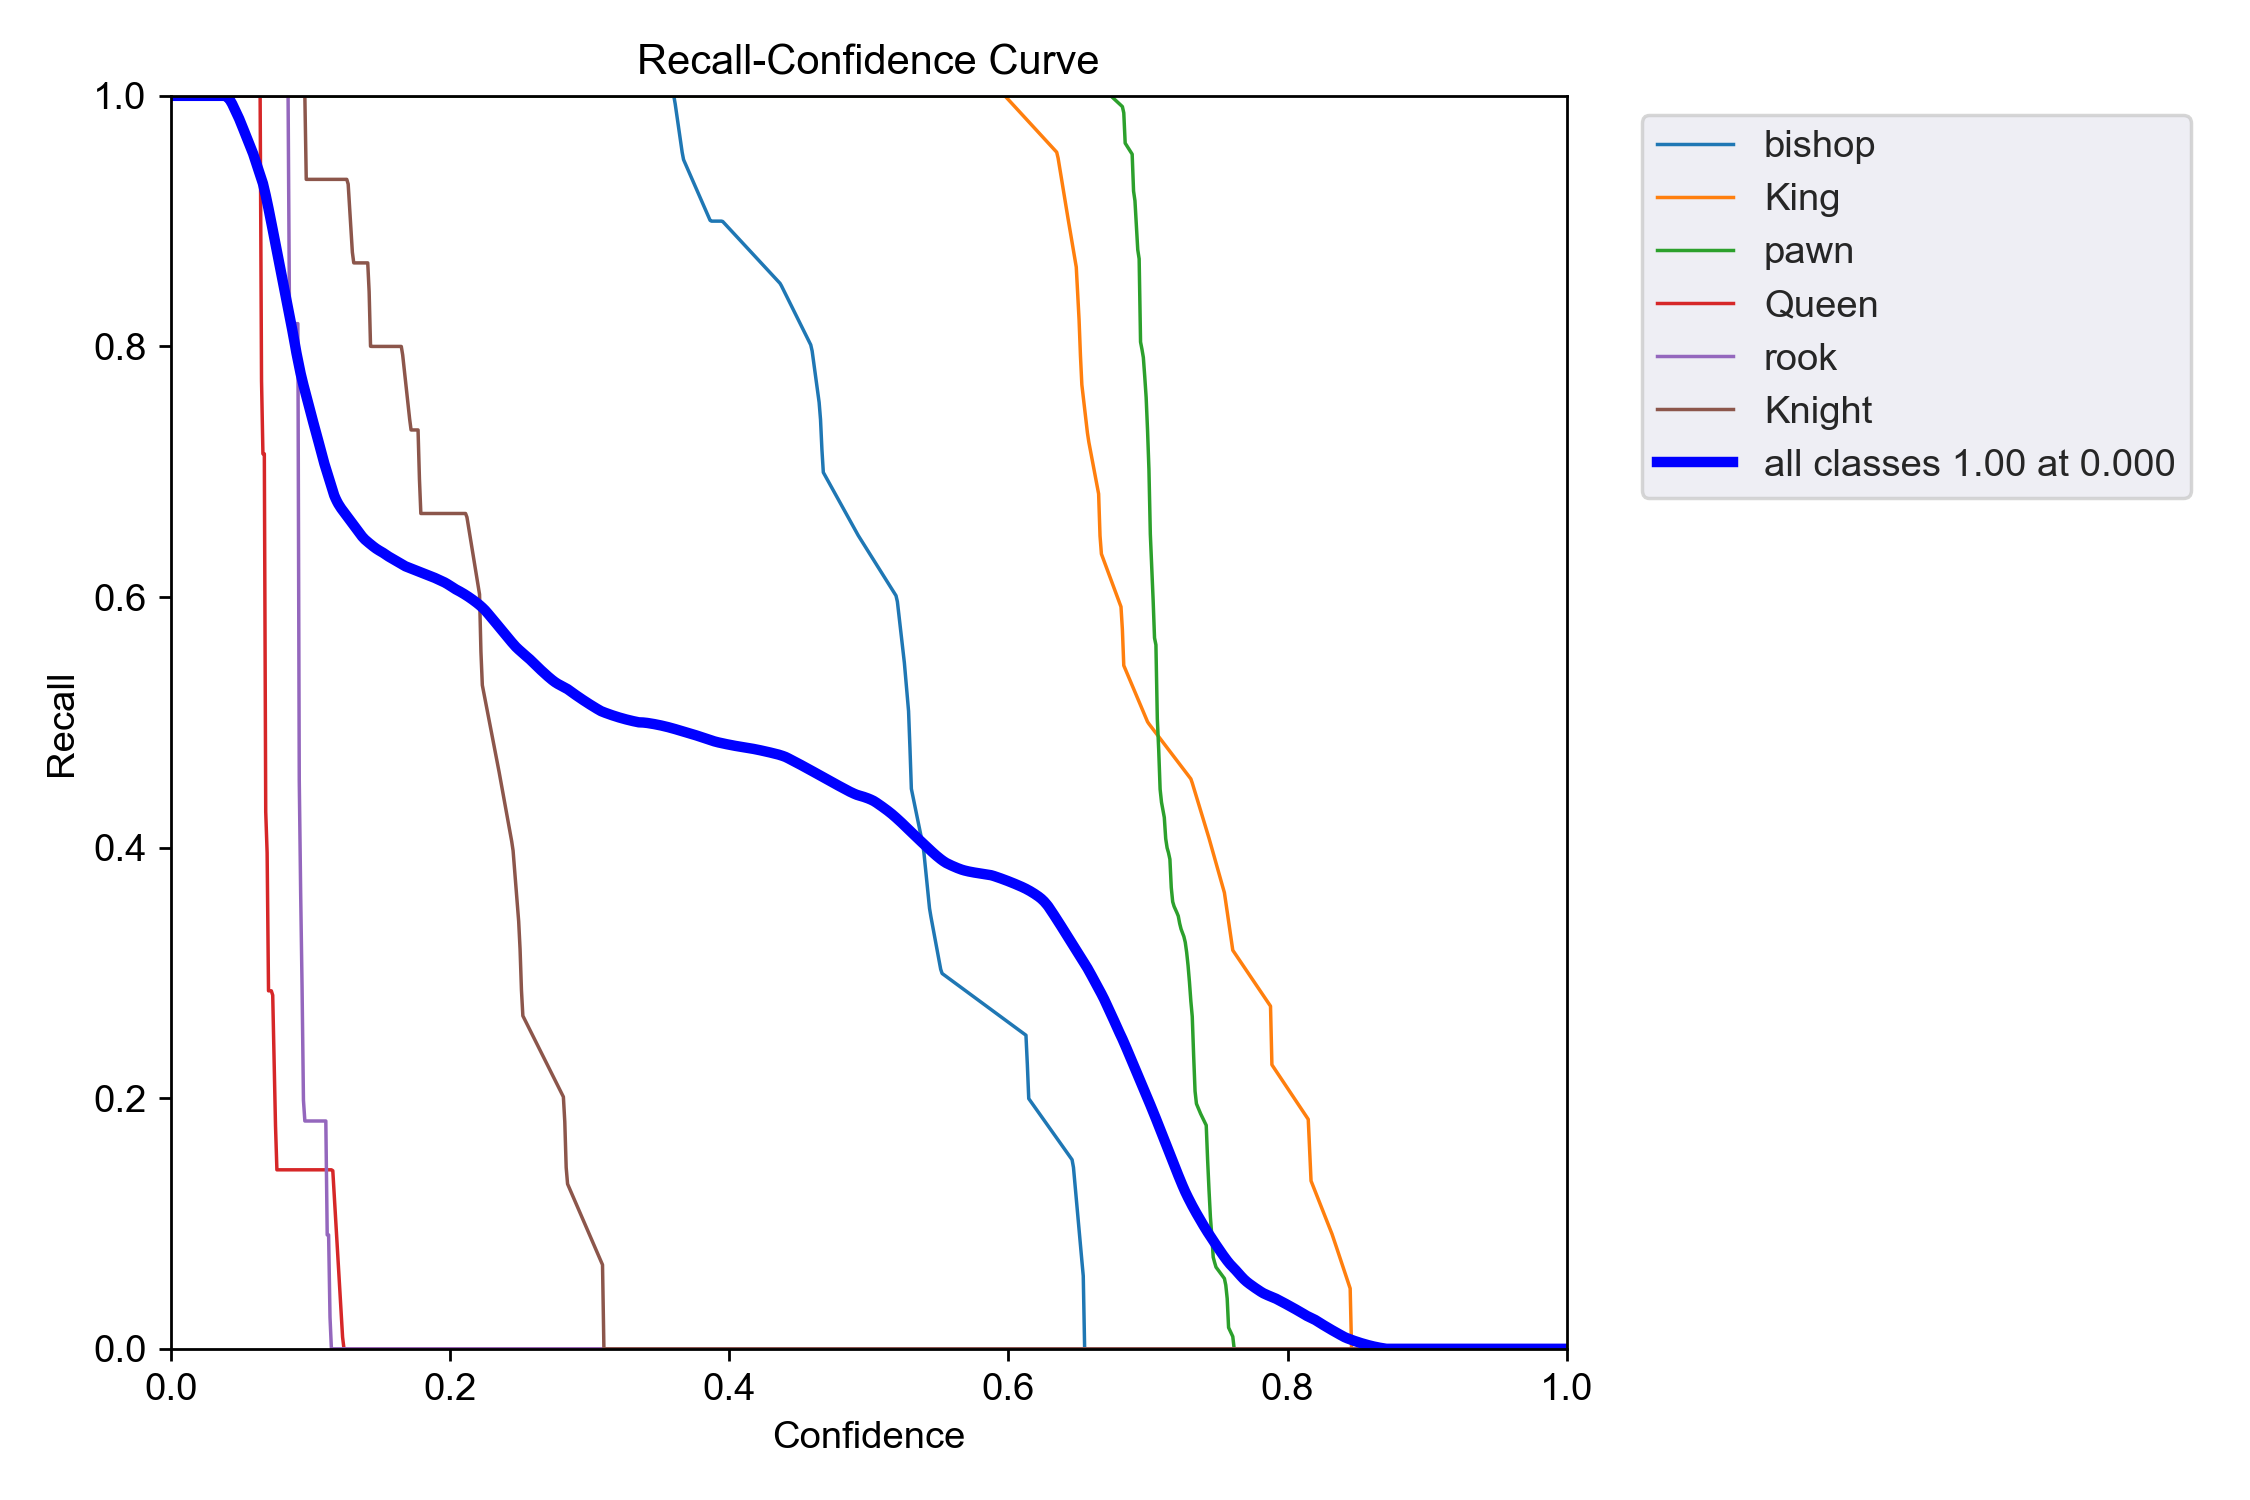 Recall-Confidence Curve
1.0
0.8
0.6
0.4
0.2
0.0
Recall
0.0 0.2 0.4 0.6 0.8 1.0
Confidence
bishop
King
pawn
Queen
rook
Knight
all classes 1.00 at 0.000